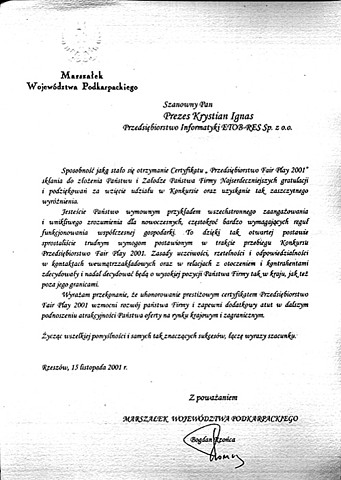 Marszałek
Województwa Podkarpackiego
Szanowny Pan
Prezes Krystian Ignas
Przedsiębiorstwo Informatyki ETOB-RES Sp. z o.o.
Sposobność jaką stało się otrzymanie Certyfikatu „ Przedsiębiorstwo Fair Play 2001"
skłania do złożenia Państwu i Załodze Państwa Firmy Najserdeczniejszych gratulacji
i podziękowań za wzięcie udziału w Konkursie oraz uzyskanie tak zaszczytnego
wyróżnienia.
Jesteście Państwo wymownym przykładem wszechstronnego zaangażowania
i wnikliwego zrozumienia dla nowoczesnych, częstokroć bardzo wymagających reguł
funkcjonowania współczesnej gospodarki. To dzięki tak otwartej postawie
sprostaliście trudnym wymogom postawionym w trakcie przebiegu Konkursu
Przedsiębiorstwo Fair Play 2001. Zasady uczciwości, rzetelności i odpowiedzialności
w kontaktach wewnątrzzakładowych oraz w relacjach z otoczeniem i kontrahentami
zdecydowały i nadal decydować będą o wysokiej pozycji Państwa Firmy tak w kraju, jak też
poza jego granicami.
Wyrażam przekonanie, że uhonorowanie prestiżowym certyfikatem Przedsiębiorstwo
Fair Play 2001 wzmocni rozwój państwa Firmy i zapewni dodatkowy atut w dalszym
podnoszeniu atrakcyjności Państwa oferty na rynku krajowym i zagranicznym.
Życząc wszelkiej pomyślności i samych tak znaczących sukcesów, łączę wyrazy szacunku.
Rzeszów, 15 listopada 2001 r.
Z poważaniem
MARSZAŁEK WOJEWÓDZTWA PODKARPACKIEGO
Bogdan Rzońca